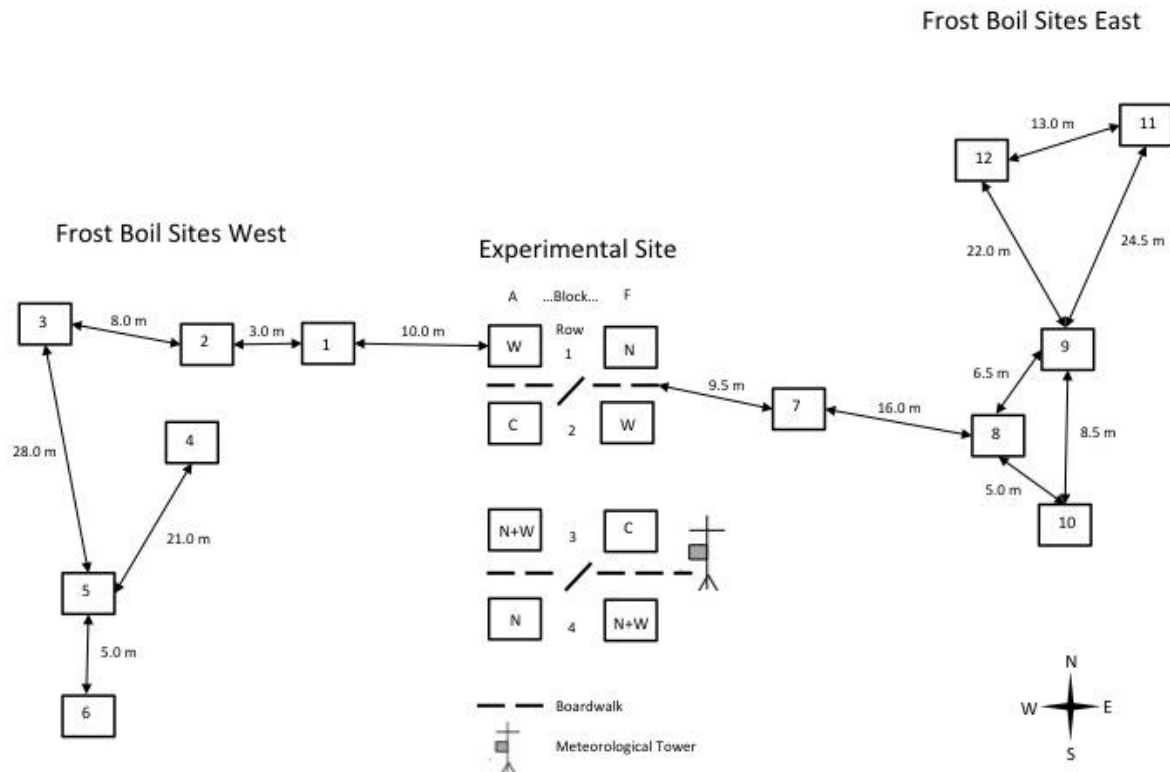 Frost Boil Sites East
11
13.0 m
12
24.5 m
22.0 m
Frost Boil Sites West
Experimental Site
A ...Block... F
3
8.0 m
2
3.0 m
1
10.0 m
W
Row
1
N
9
6.5 m
9.5 m
7
16.0 m
8
8.5 m
C
2
W
4
28.0 m
5.0 m
10
21.0 m
N+W
3
C
5
N
4
N+W
5.0 m
6
Boardwalk
Meteorological Tower
N
W E
S